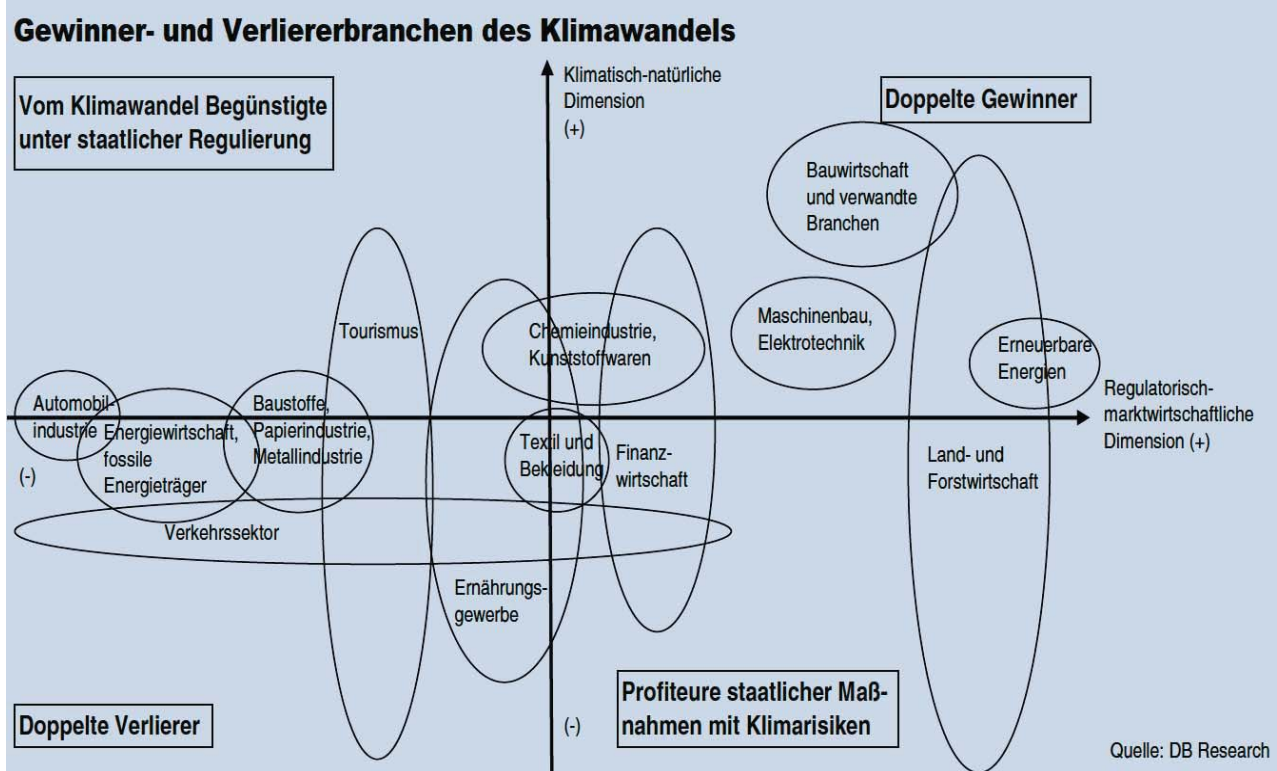 Gewinner- und Verliererbranchen des Klimawandels
Vom Klimawandel Begünstigte
unter staatlicher Regulierung
Klimatisch-natürliche
Dimension
(+)
Doppelte Gewinner
Bauwirtschaft
und verwandte
Branchen
Tourismus
Chemieindustrie,
Kunststoffwaren
Maschinenbau,
Elektrotechnik
Erneuerbare
Energien
Automobil-
industrie
(-)
Energiewirtschaft,
fossile
Energieträger
Baustoffe,
Papierindustrie,
Metallindustrie
Regulatorisch-
marktwirtschaftliche
Dimension (+)
Textil und
Bekleidung
Finanz-
wirtschaft
Land- und
Forstwirtschaft
Verkehrssektor
Ernährungs-
gewerbe
Doppelte Verlierer
(-)
Profiteure staatlicher Maß-
nahmen mit Klimarisiken
Quelle: DB Research